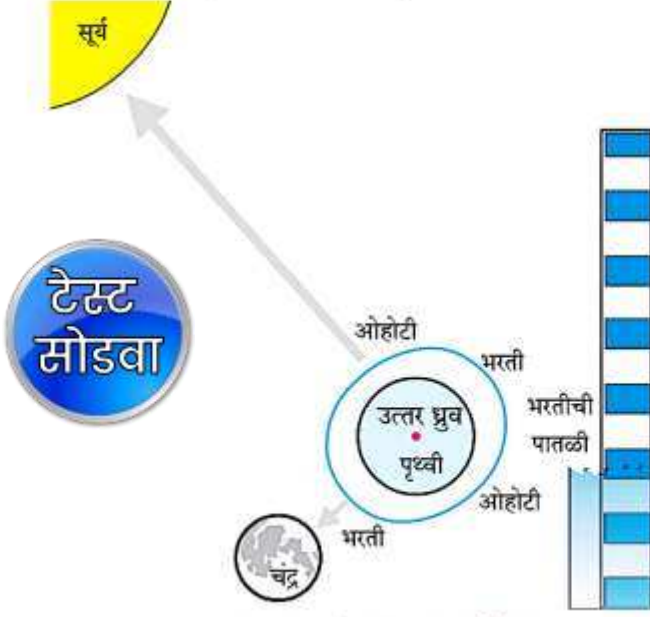 सूर्य
टेस्ट
सोडवा
ओहोटी
भरती
उत्तर ध्रुव
पृथ्वी
भरतीची
पातळी
ओहोटी
भरती
चंद्र